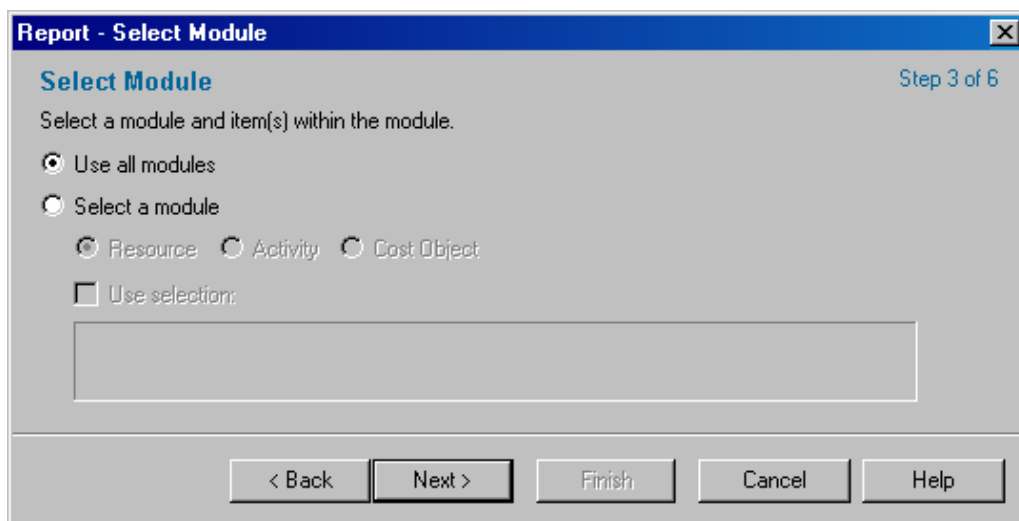 Report - Select Module
Select Module Step 3 of 6
Select a module and item(s) within the module.
Use all modules
Select a module
Resource Activity Cost Object
Use selection:
< Back Next > Finish Cancel Help